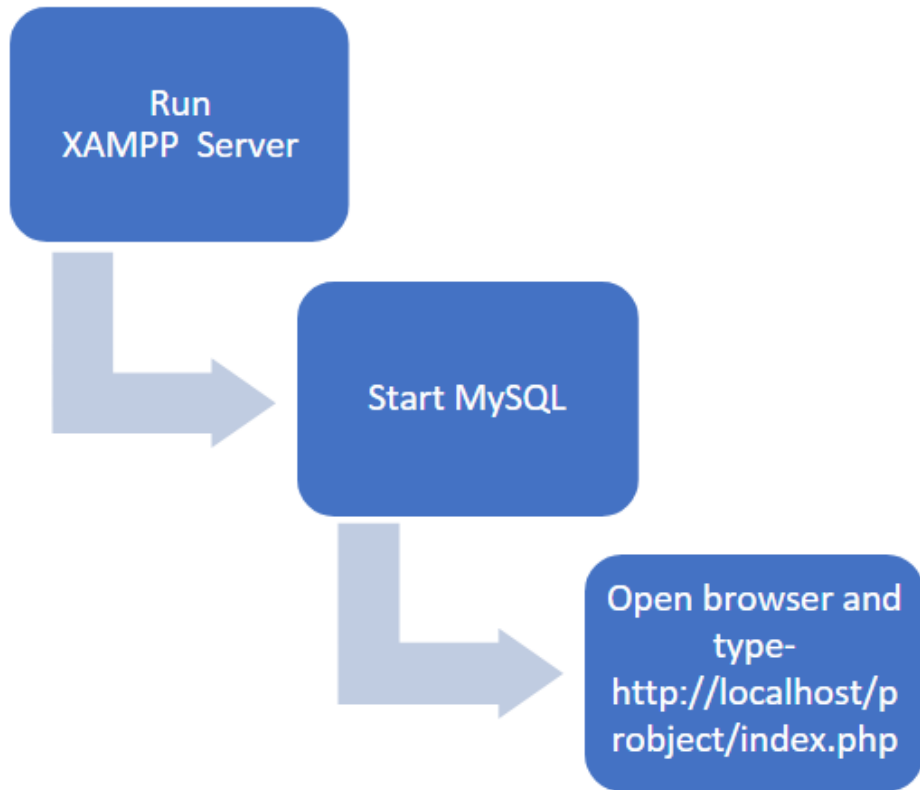 Run
XAMPP  Server
Start MySQL
Open browser and
type-
http://localhost/p
robject/index.php